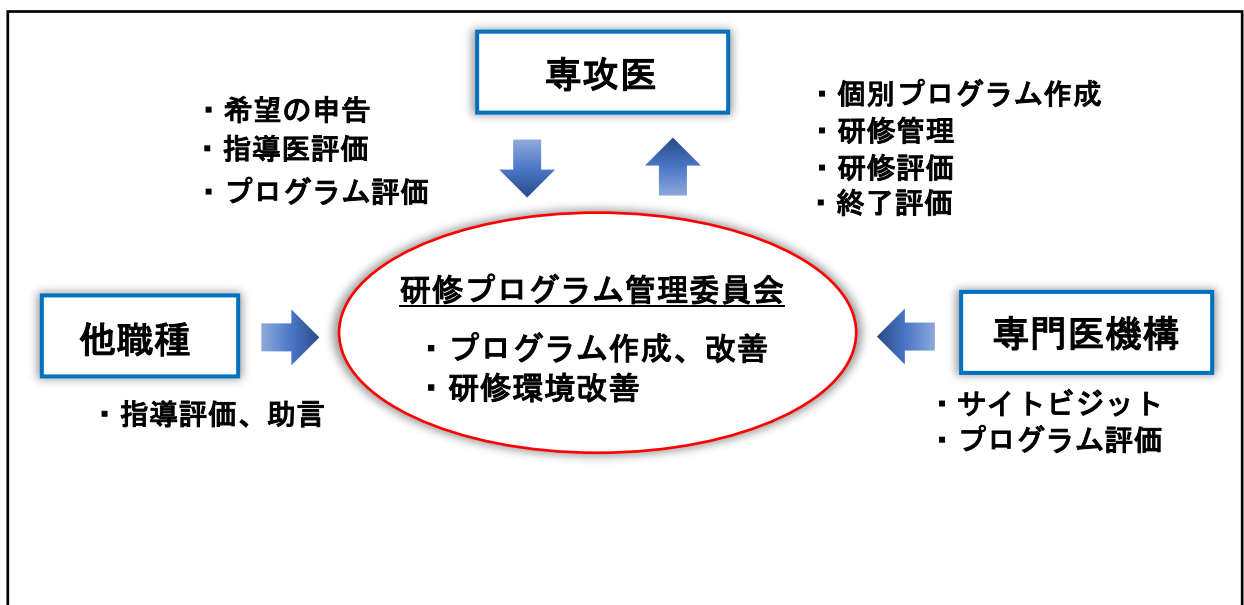 専攻医
・希望の申告
・指導医評価
・プログラム評価
・個別プログラム作成
・研修管理
・研修評価
・終了評価
研修プログラム管理委員会
・プログラム作成、改善
・研修環境改善
他職種
・指導評価、助言
専門医機構
・サイトビジット
・プログラム評価